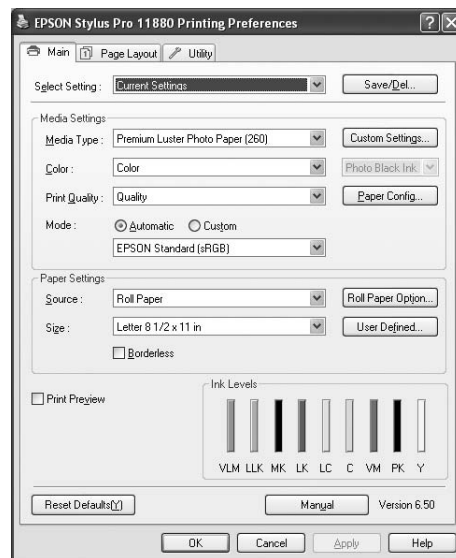 EPSON Stylus Pro 11880 Printing Preferences
Main Page Layout Utility
Select Setting : Current Settings Save/Del...
Media Settings
Media Type : Premium Luster Photo Paper (260) Custom Settings...
Color : Color Photo Black Ink
Print Quality : Quality Paper Config...
Mode : Automatic Custom
EPSON Standard (sRGB)
Paper Settings
Source : Roll Paper Roll Paper Option...
Size : Letter 8 1/2 x 11 in User Defined...
Borderless
Print Preview
Ink Levels
VLM LLK MK LK LC C VM PK Y
Reset Defaults(Y) Manual Version 6.50
OK Cancel Apply Help